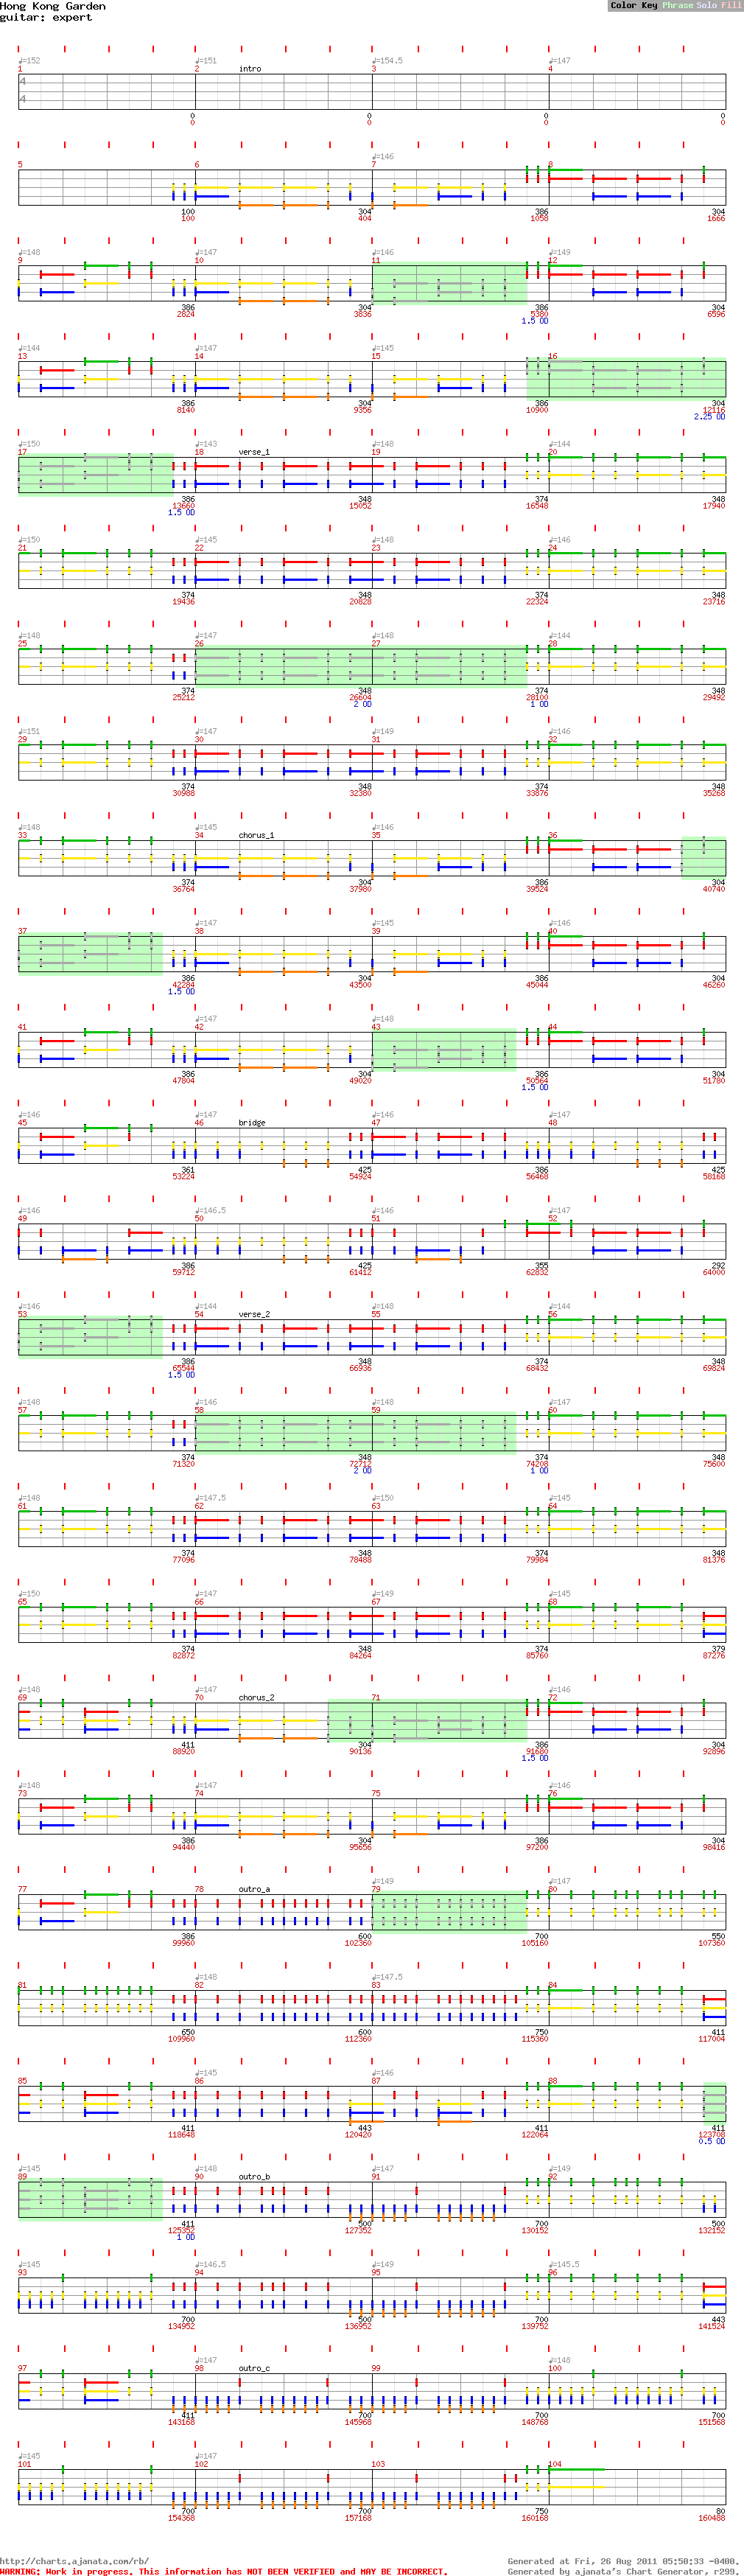 Hong Kong Garden
Color Key Phrase Solo Fill
guitar: expert
♩=152 ♩=151 ♩=154.5 ♩=147
1 2 intro 3 4
4
4
0 0 0 0
0 0 0 0
♩=146
5 6 7 8
100 404 386 304
100 404 1058 1666
♩=148 ♩=147 ♩=146 ♩=149
9 10 11 12
386 304 386 304
2824 3836 5380 6596
1.5 OD
♩=144 ♩=147 ♩=145
13 14 15 16
386 304 386 304
8140 9356 10900 12116
2.25 OD
♩=150 ♩=143 ♩=148 ♩=144
17 18 verse_1 19 20
386 348 374 348
13660 15052 16548 17940
1.5 OD
♩=150 ♩=145 ♩=148 ♩=146
21 22 23 24
374 348 374 348
19436 20828 22324 23716
♩=148 ♩=147 ♩=148 ♩=144
25 26 27 28
374 348 374 348
25212 26604 28100 29492
2 OD 1 OD
♩=151 ♩=147 ♩=149 ♩=146
29 30 31 32
374 348 374 348
30988 32380 33876 35268
♩=148 ♩=145 ♩=146
33 34 chorus_1 35 36
374 304 386 304
36764 37980 39524 40740
♩=147 ♩=145 ♩=146
37 38 39 40
386 304 386 304
42284 43500 45044 46260
1.5 OD
♩=147 ♩=148
41 42 43 44
386 304 386 304
47804 49020 50564 51780
1.5 OD
♩=146 ♩=147 ♩=146 ♩=147
45 46 bridge 47 48
361 425 386 425
53224 54924 56468 58168
♩=146 ♩=146.5 ♩=146 ♩=147
49 50 51 52
386 425 355 292
59712 61412 62832 64000
♩=146 ♩=144 ♩=148 ♩=144
53 54 verse_2 55 56
386 348 374 348
65544 66936 68432 69824
1.5 OD
♩=148 ♩=146 ♩=148 ♩=147
57 58 59 60
374 348 374 348
71320 72712 74208 75600
2 OD 1 OD
♩=148 ♩=147.5 ♩=150 ♩=145
61 62 63 64
374 348 374 348
77096 78488 79984 81376
♩=150 ♩=147 ♩=149 ♩=145
65 66 67 68
374 348 374 379
82872 84264 85760 87276
♩=148 ♩=147 ♩=146
69 70 chorus_2 71 72
411 304 386 304
88920 90136 91680 92896
1.5 OD
♩=148 ♩=147 ♩=146
73 74 75 76
386 304 386 304
94440 95656 97200 98416
♩=149 ♩=147
77 78 outro_a 79 80
386 600 700 550
99960 102360 105160 107360
♩=148 ♩=147.5
81 82 83 84
650 600 750 411
109960 112360 115360 117004
♩=145 ♩=146
85 86 87 88
411 443 411 411
118648 120420 122064 123708
0.5 OD
♩=145 ♩=148 ♩=147 ♩=149
89 90 outro_b 91 92
411 500 700 500
125352 127352 130152 132152
1 OD
♩=145 ♩=146.5 ♩=149 ♩=145.5
93 94 95 96
700 500 700 443
134952 136952 139752 141524
♩=147 ♩=148
97 98 outro_c 99 100
411 700 700 700
143168 145968 148768 151568
♩=145 ♩=147
101 102 103 104
700 700 750 80
154368 157168 160168 160488
http://charts.ajanata.com/rb/
Generated at Fri, 26 Aug 2011 05:50:33 -0400.
WARNING: Work in progress. This information has NOT BEEN VERIFIED and MAY BE INCORRECT.
Generated by ajanata's Chart Generator, r299.